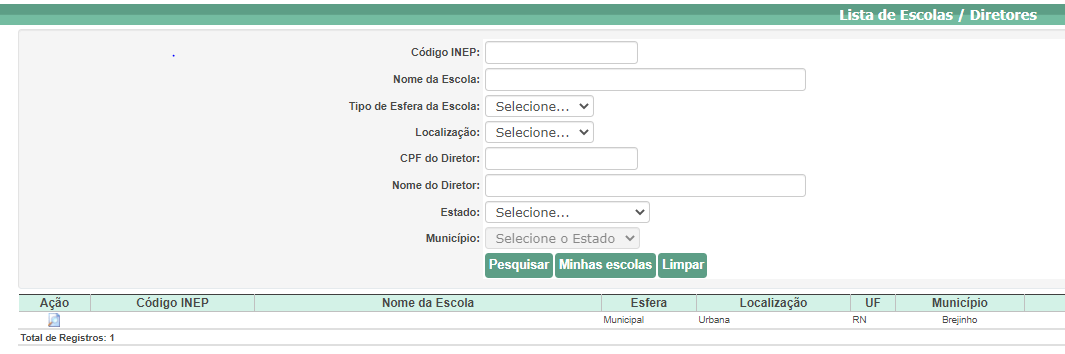 Lista de Escolas / Diretores
Código INEP:
Nome da Escola:
Tipo de Esfera da Escola: Selecione...
Localização: Selecione...
CPF do Diretor:
Nome do Diretor:
Estado: Selecione...
Município: Selecione o Estado
Pesquisar Minhas escolas Limpar
Ação Código INEP Nome da Escola Esfera Localização UF Município
Municipal Urbana RN Brejinho
Total de Registros: 1